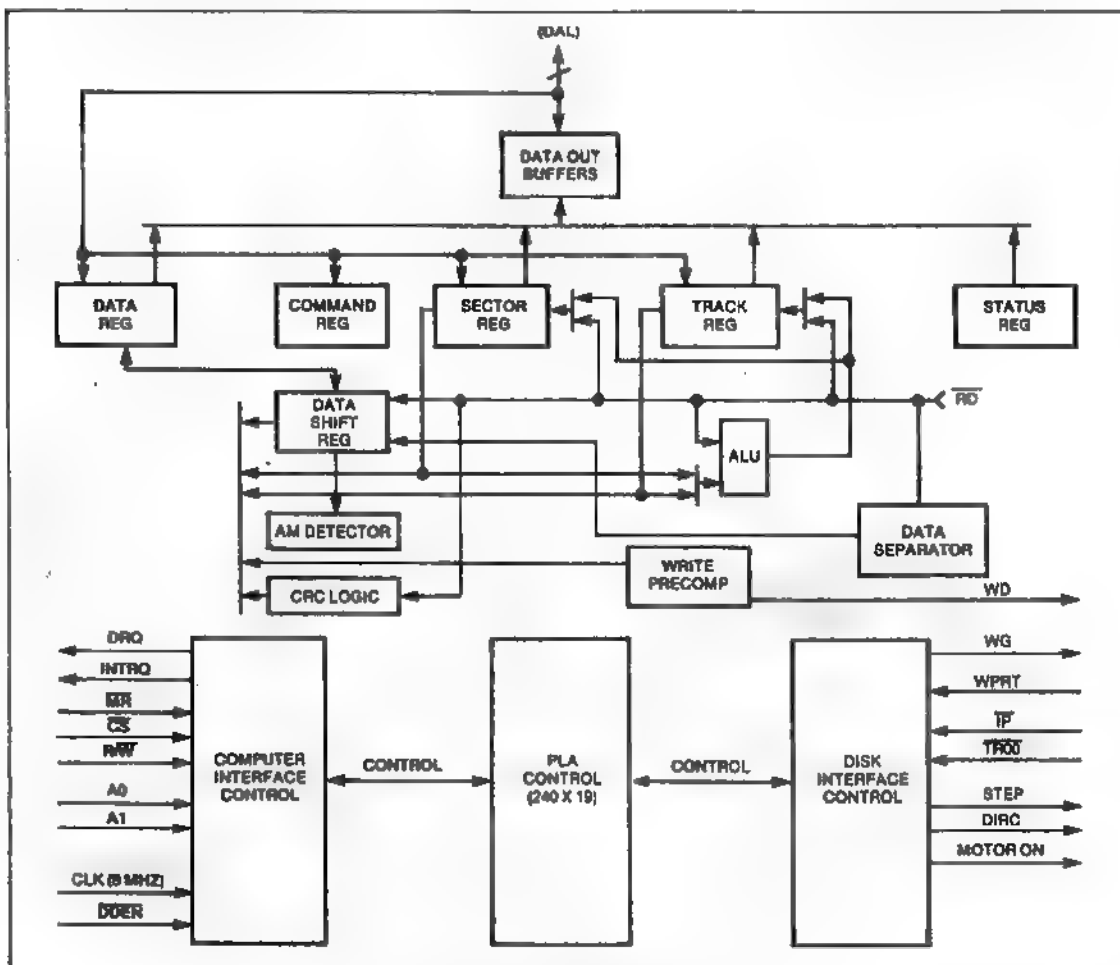 (DAL)
DATA OUT
BUFFERS
DATA
REG
COMMAND
REG
SECTOR
REG
TRACK
REG
STATUS
REG
DATA
SHIFT
REG
RD
ALU
AM DETECTOR
DATA
SEPARATOR
WRITE
PRECOMP
CRC LOGIC
WD
DRQ
INTRQ
MR
CS
R/W
A0
A1
CLK (8 MHZ)
COMPUTER
INTERFACE
CONTROL
CONTROL
PLA
CONTROL
(240 X 19)
CONTROL
DISK
INTERFACE
CONTROL
WG
WPRT
IP
TR00
STEP
DIRC
MOTOR ON